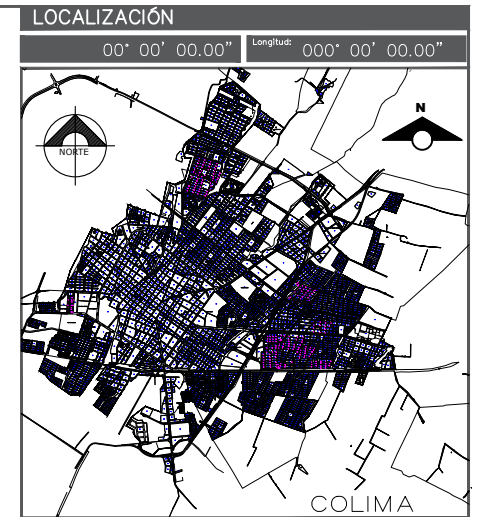 LOCALIZACIÓN
00° 00' 00.00" Longitud: 000° 00' 00.00"
N
NORTE
COLIMA